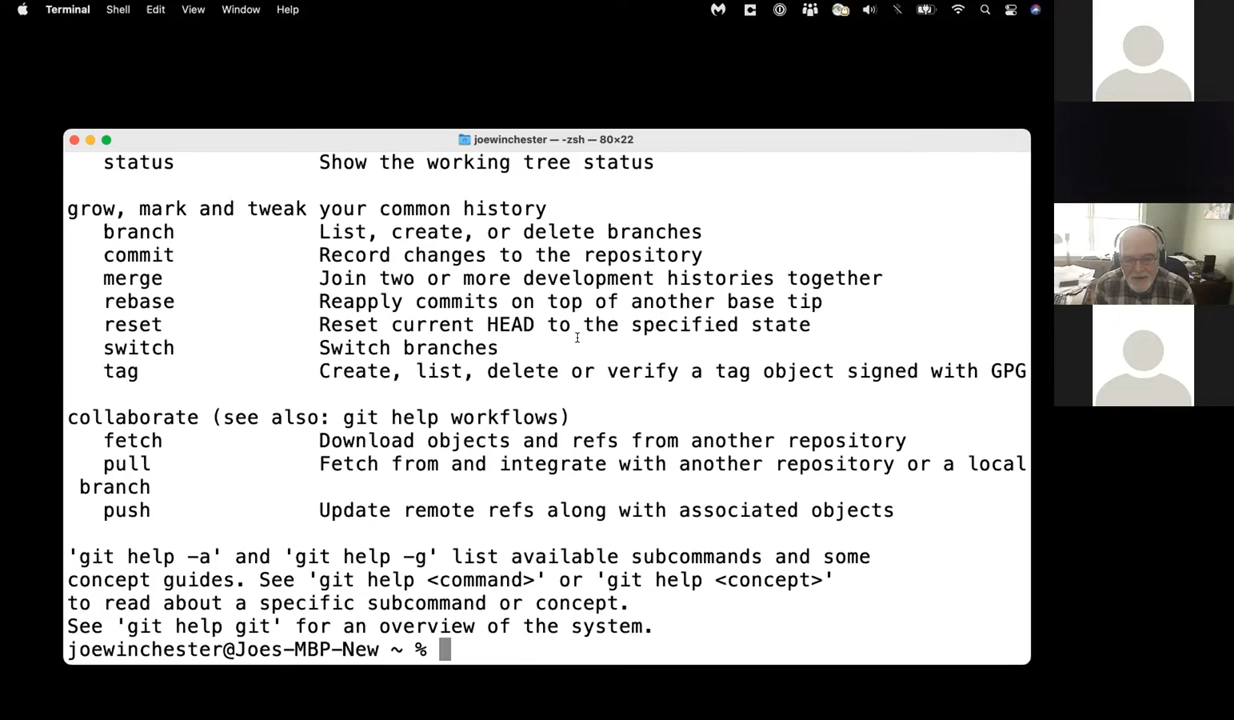 Terminal Shell Edit View Window Help
joewinchester — -zsh — 80×22
status Show the working tree status
grow, mark and tweak your common history
branch List, create, or delete branches
commit Record changes to the repository
merge Join two or more development histories together
rebase Reapply commits on top of another base tip
reset Reset current HEAD to the specified state
switch Switch branches
tag Create, list, delete or verify a tag object signed with GPG
collaborate (see also: git help workflows)
fetch Download objects and refs from another repository
pull Fetch from and integrate with another repository or a local
branch
push Update remote refs along with associated objects
'git help -a' and 'git help -g' list available subcommands and some
concept guides. See 'git help <command>' or 'git help <concept>'
to read about a specific subcommand or concept.
See 'git help git' for an overview of the system.
joewinchester@Joes-MBP-New ~ %